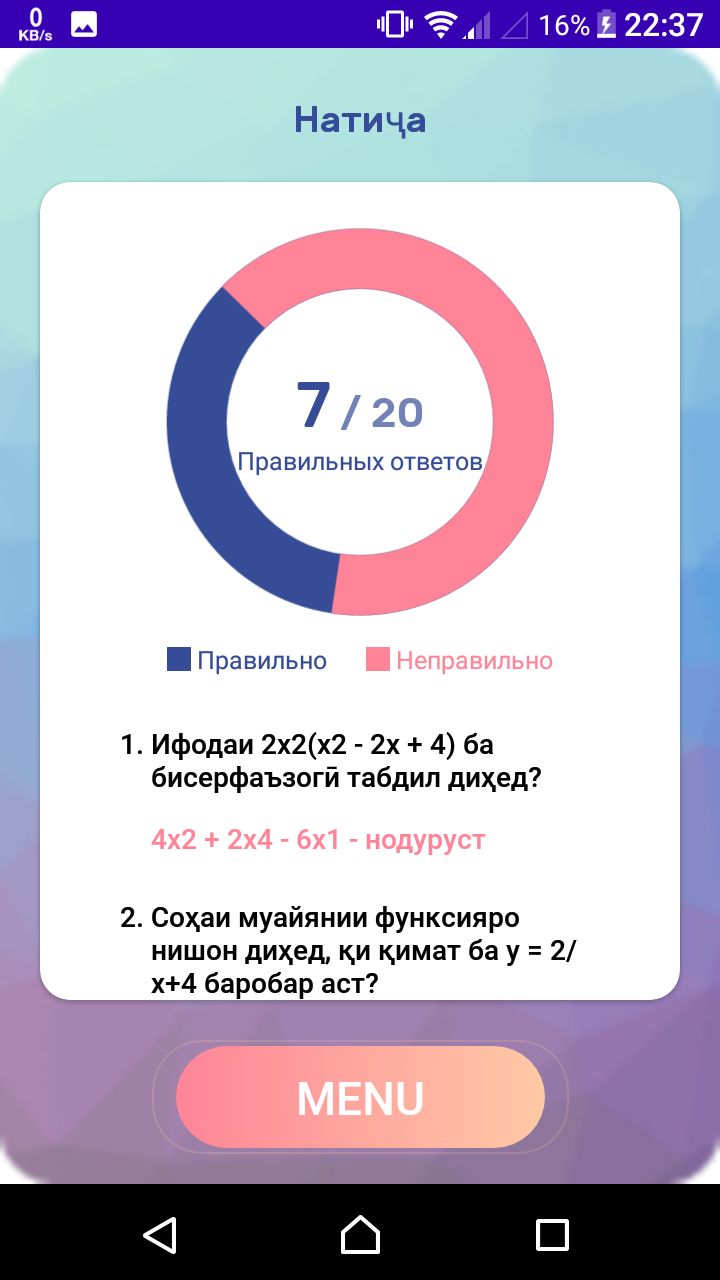 0
KB/s
16%
22:37
Натиҷа
7 / 20
Правильных ответов
Правильно
Неправильно
1. Ифодаи 2x2(x2 - 2x + 4) ба
бисерфаъзогӣ табдил диҳед?
4x2 + 2x4 - 6x1 - нодуруст
2. Соҳаи муайянии функсияро
нишон диҳед, қи қимат ба y = 2/
x+4 баробар аст?
MENU